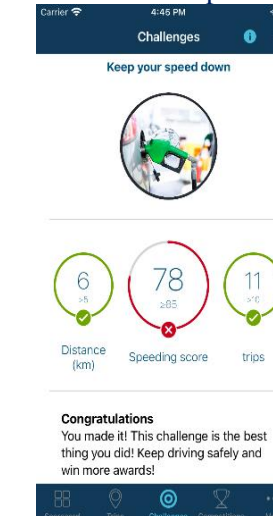 Carrier 4:45 PM
Challenges
Keep your speed down
6 78 11
>5 ≥85 >10
Distance (km) Speeding score trips
Congratulations
You made it! This challenge is the best
thing you did! Keep driving safely and
win more awards!
Trips Challenges Competitions